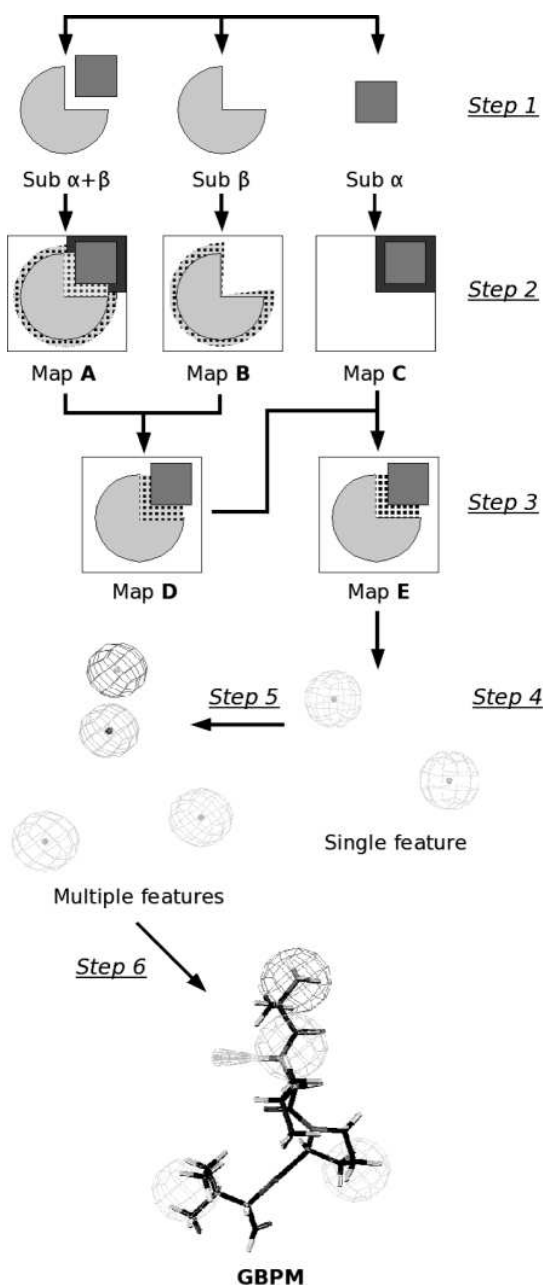 Step 1
Sub α+β
Sub β
Sub α
Step 2
Map A
Map B
Map C
Step 3
Map D
Map E
Step 5
Step 4
Single feature
Multiple features
Step 6
GBPM